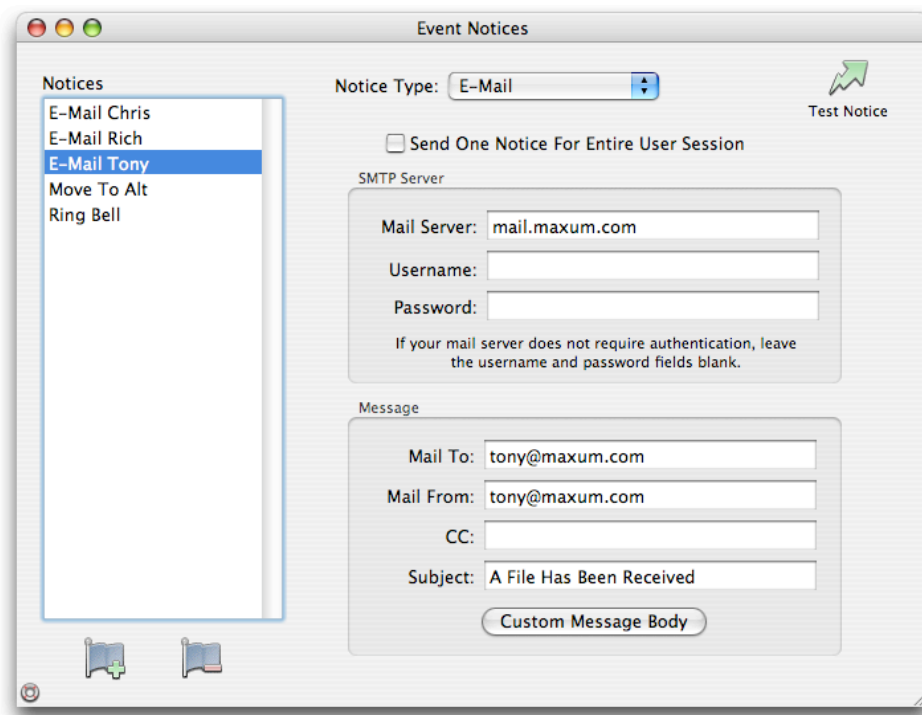 Event Notices
Notices
E-Mail Chris
E-Mail Rich
E-Mail Tony
Move To Alt
Ring Bell
Notice Type: E-Mail
Test Notice
Send One Notice For Entire User Session
SMTP Server
Mail Server: mail.maxum.com
Username:
Password:
If your mail server does not require authentication, leave
the username and password fields blank.
Message
Mail To: tony@maxum.com
Mail From: tony@maxum.com
CC:
Subject: A File Has Been Received
Custom Message Body